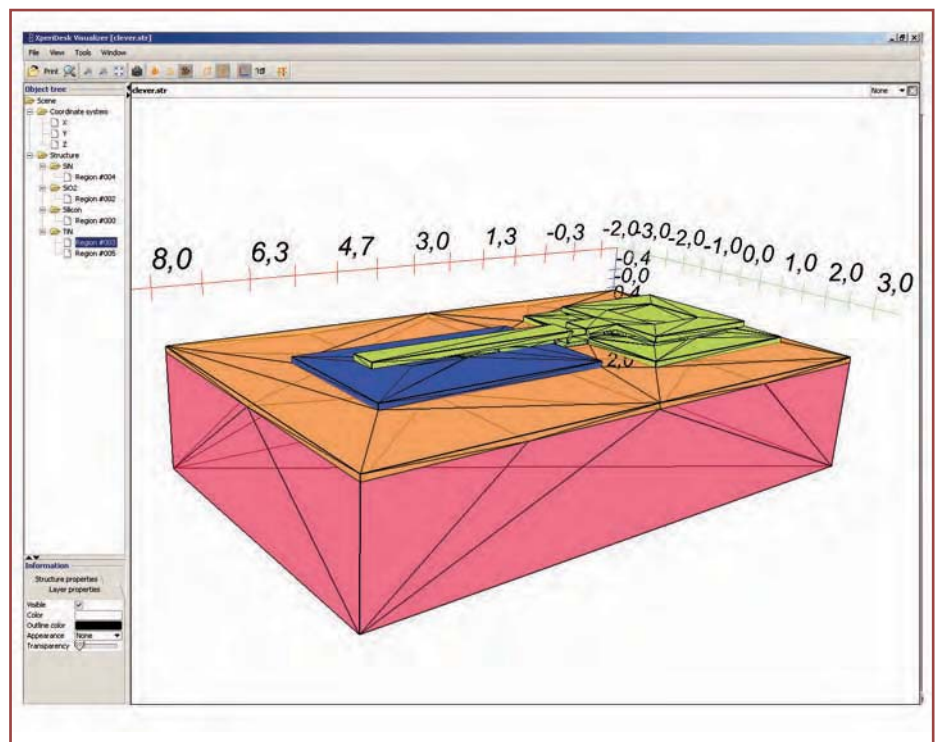 XperiDesk Visualizer [clever.str]
File View Tools Window
Print
Object tree
Scene
Coordinate system
X
Y
Z
Structure
SiN
Region #004
SiO2
Region #002
Silicon
Region #000
TiN
Region #003
Region #005
clever.str
None
8,0 6,3 4,7 3,0 1,3 -0,3 -2,0
-3,0 -2,0 -1,0 0,0 1,0 2,0 3,0
-0,4
-0,0
0,4
2,0
Information
Structure properties
Layer properties
Visible
Color
Outline color
Appearance None
Transparency